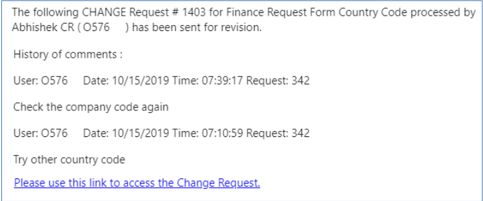 The following CHANGE Request # 1403 for Finance Request Form Country Code processed by
Abhishek CR ( O576 ) has been sent for revision.
History of comments :
User: O576 Date: 10/15/2019 Time: 07:39:17 Request: 342
Check the company code again
User: O576 Date: 10/15/2019 Time: 07:10:59 Request: 342
Try other country code
Please use this link to access the Change Request.